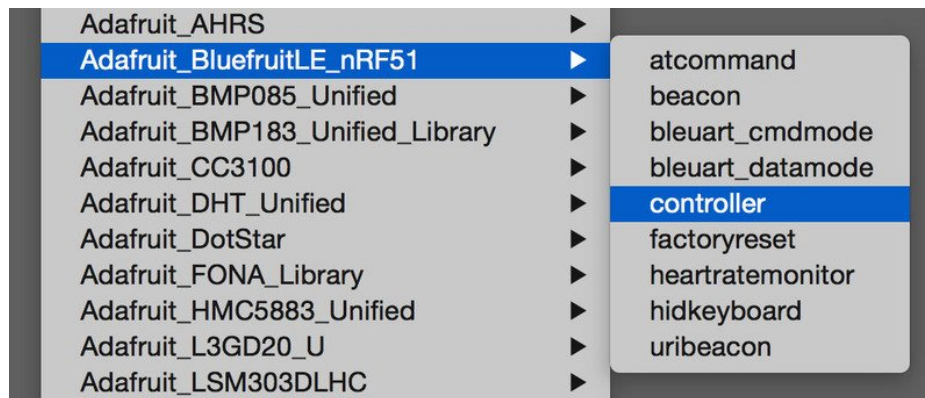 Adafruit_AHRS
Adafruit_BluefruitLE_nRF51
Adafruit_BMP085_Unified
Adafruit_BMP183_Unified_Library
Adafruit_CC3100
Adafruit_DHT_Unified
Adafruit_DotStar
Adafruit_FONA_Library
Adafruit_HMC5883_Unified
Adafruit_L3GD20_U
Adafruit_LSM303DLHC
atcommand
beacon
bleuart_cmdmode
bleuart_datamode
controller
factoryreset
heartratemonitor
hidkeyboard
uribeacon